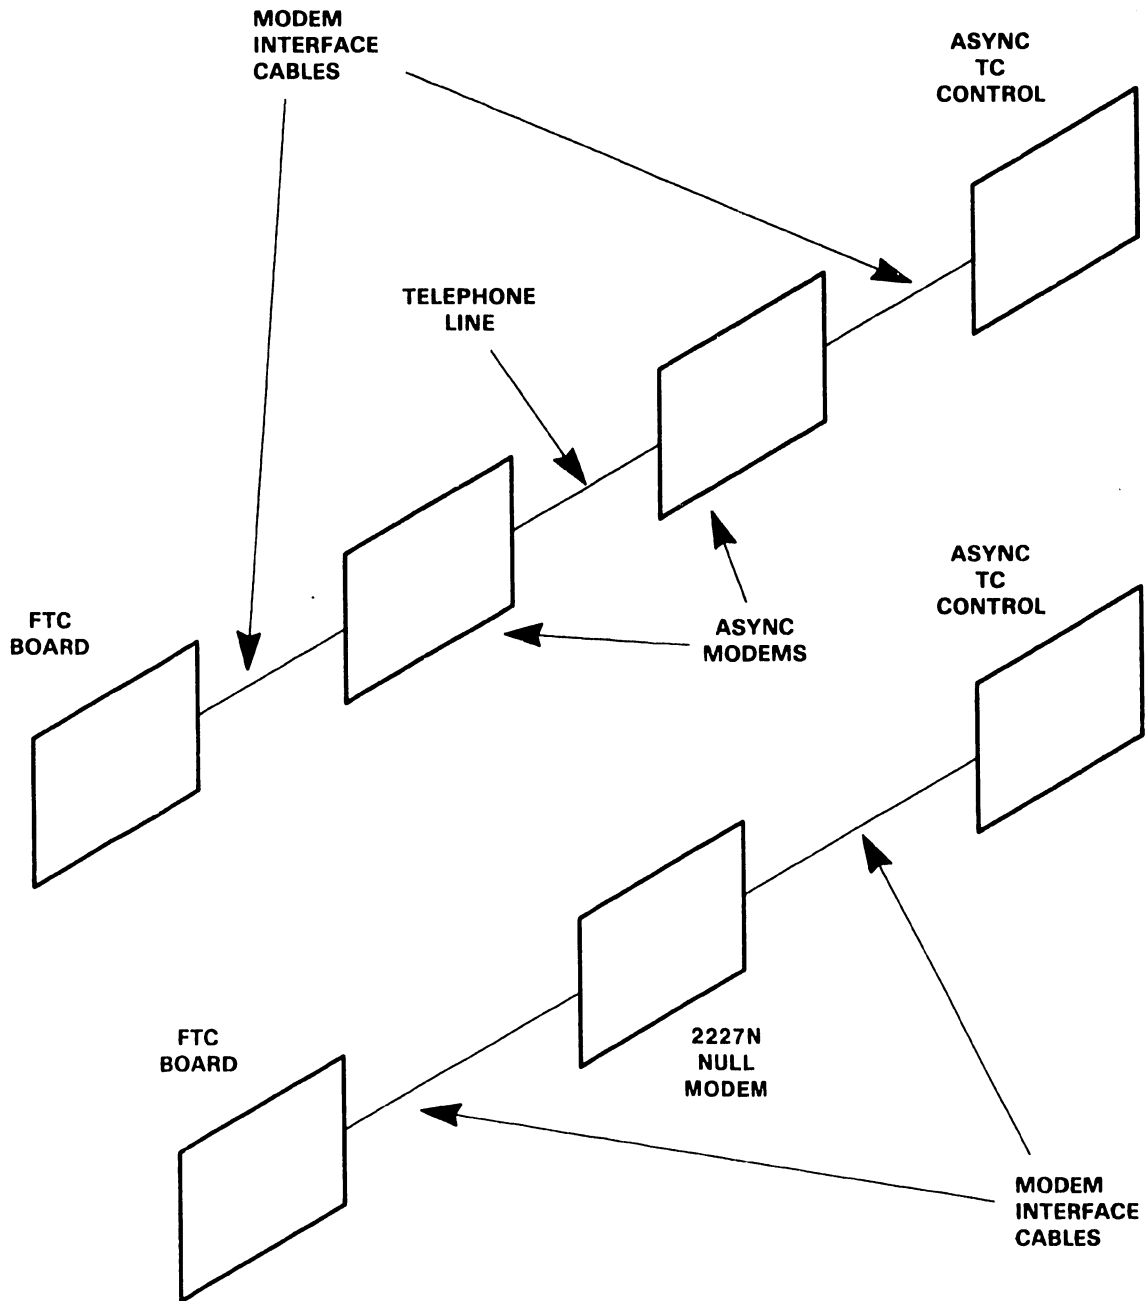 MODEM
INTERFACE
CABLES
ASYNC
TC
CONTROL
TELEPHONE
LINE
ASYNC
TC
CONTROL
FTC
BOARD
ASYNC
MODEMS
FTC
BOARD
2227N
NULL
MODEM
MODEM
INTERFACE
CABLES